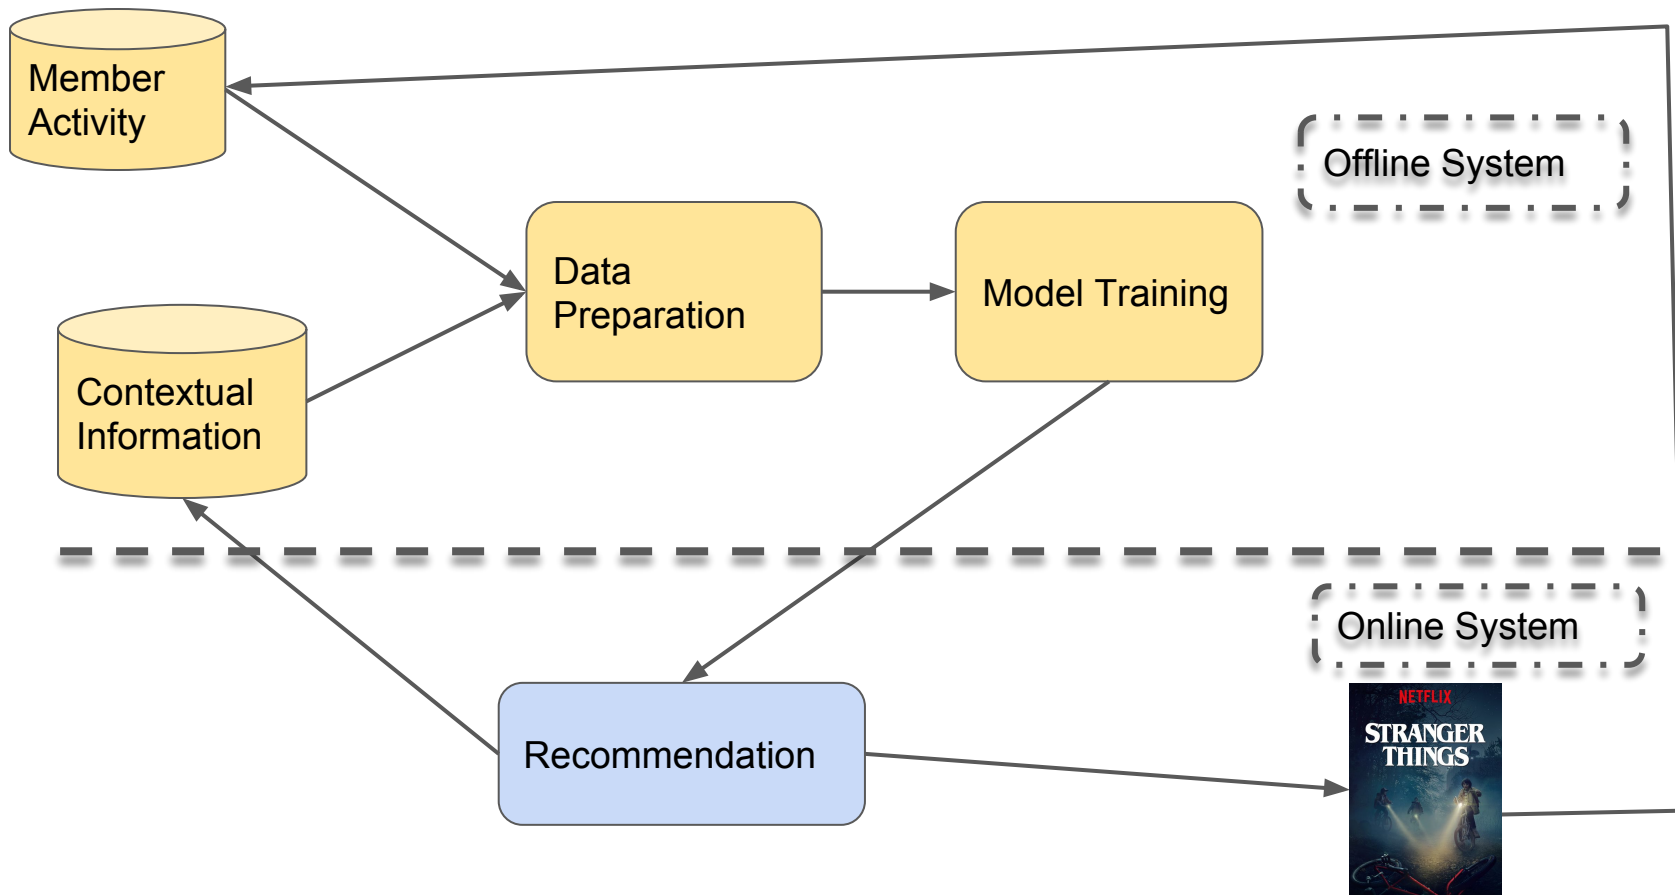 Member
Activity
Offline System
Data
Preparation
Model Training
Contextual
Information
Online System
NETFLIX
STRANGER
THINGS
Recommendation